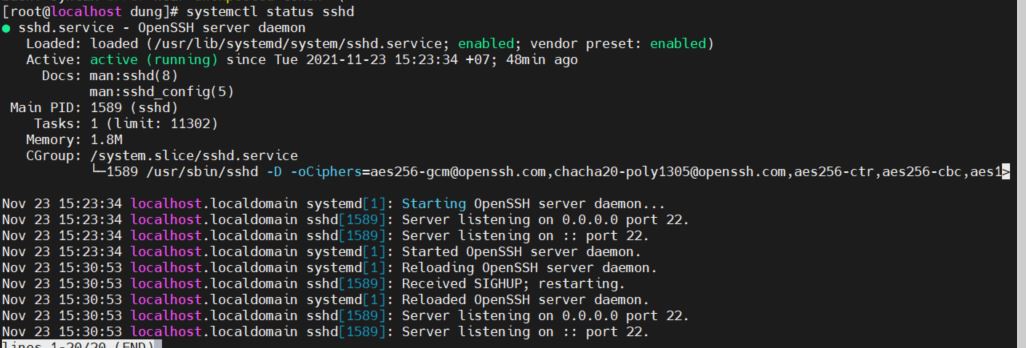 [root@localhost dung]# systemctl status sshd
● sshd.service - OpenSSH server daemon
Loaded: loaded (/usr/lib/systemd/system/sshd.service; enabled; vendor preset: enabled)
Active: active (running) since Tue 2021-11-23 15:23:34 +07; 48min ago
Docs: man:sshd(8)
man:sshd_config(5)
Main PID: 1589 (sshd)
Tasks: 1 (limit: 11302)
Memory: 1.8M
CGroup: /system.slice/sshd.service
└─1589 /usr/sbin/sshd -D -oCiphers=aes256-gcm@openssh.com,chacha20-poly1305@openssh.com,aes256-ctr,aes256-cbc,aes1>
Nov 23 15:23:34 localhost.localdomain systemd[1]: Starting OpenSSH server daemon...
Nov 23 15:23:34 localhost.localdomain sshd[1589]: Server listening on 0.0.0.0 port 22.
Nov 23 15:23:34 localhost.localdomain sshd[1589]: Server listening on :: port 22.
Nov 23 15:23:34 localhost.localdomain systemd[1]: Started OpenSSH server daemon.
Nov 23 15:30:53 localhost.localdomain systemd[1]: Reloading OpenSSH server daemon.
Nov 23 15:30:53 localhost.localdomain sshd[1589]: Received SIGHUP; restarting.
Nov 23 15:30:53 localhost.localdomain systemd[1]: Reloaded OpenSSH server daemon.
Nov 23 15:30:53 localhost.localdomain sshd[1589]: Server listening on 0.0.0.0 port 22.
Nov 23 15:30:53 localhost.localdomain sshd[1589]: Server listening on :: port 22.
lines 1-20/20 (END)